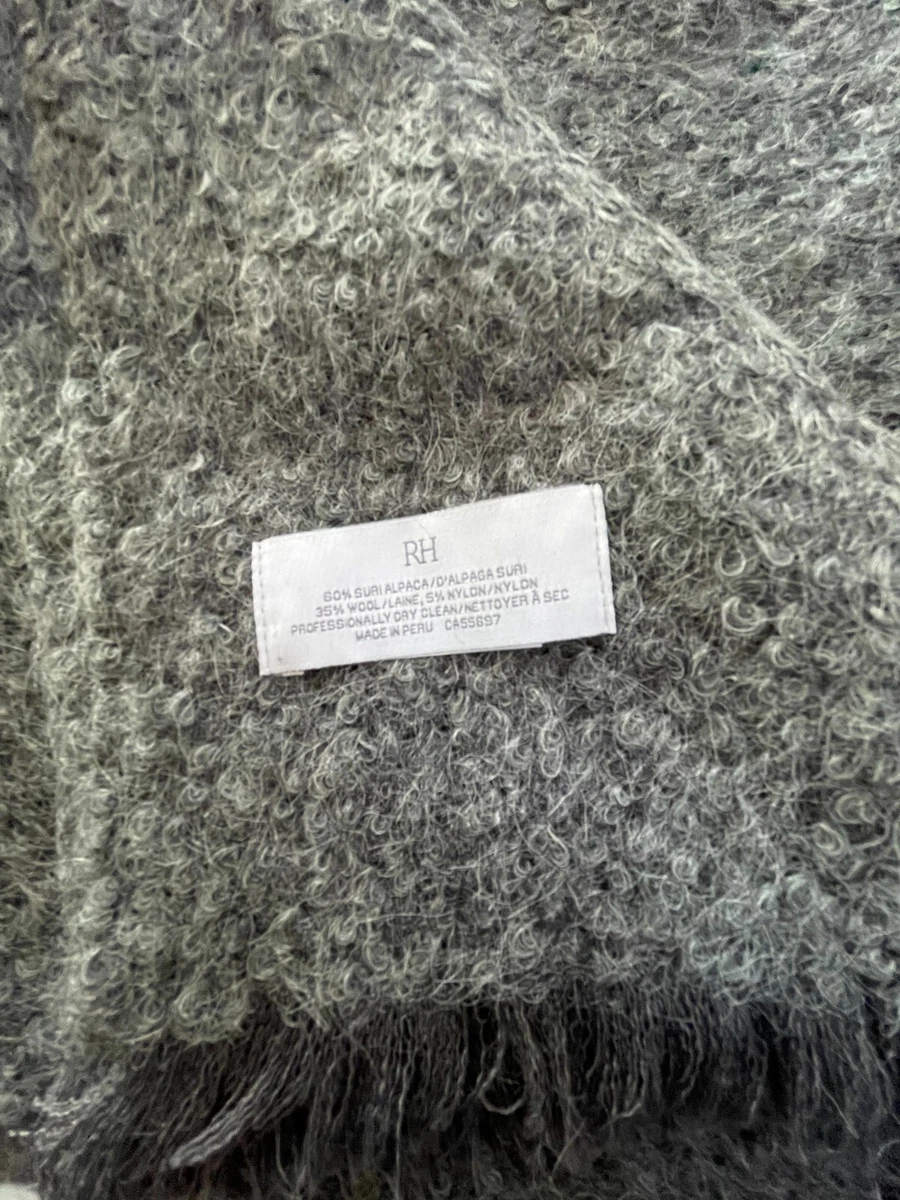 RH
60% SURI ALPACA/D'ALPAGA SURI
35% WOOL/LAINE, 5% NYLON/NYLON
PROFESSIONALLY DRY CLEAN/NETTOYER À SEC
MADE IN PERU CA55697